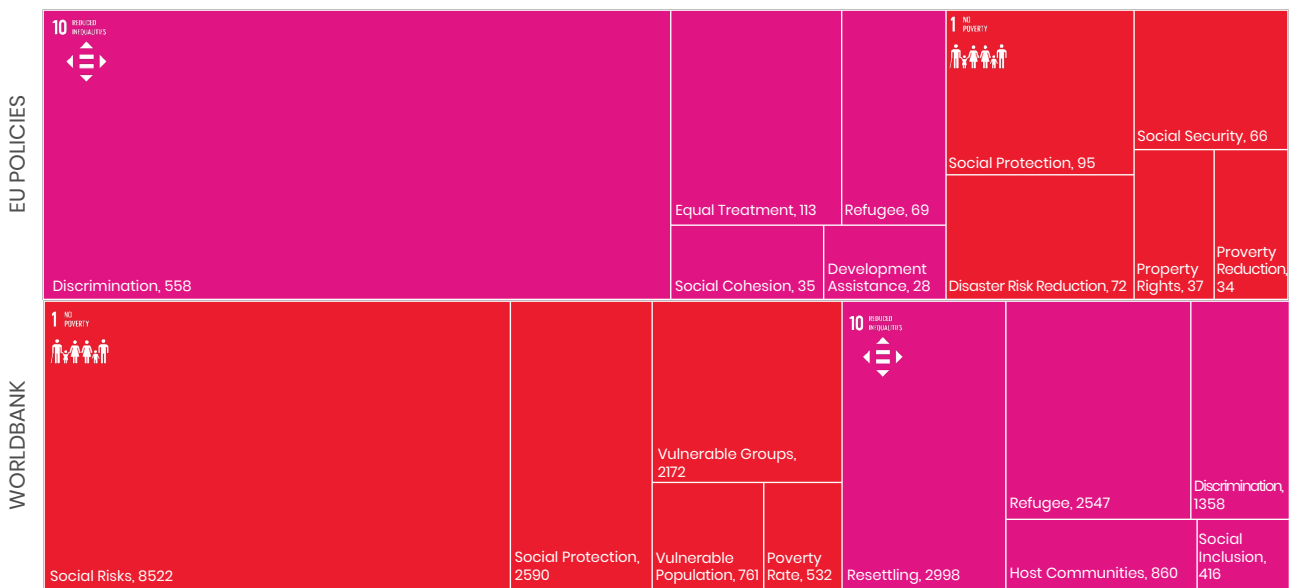 EU POLICIES
10 REDUCED
INEQUALITIES
Discrimination, 558
Equal Treatment, 113
Refugee, 69
Social Cohesion, 35
Development
Assistance, 28
1 NO
POVERTY
Social Protection, 95
Social Security, 66
Disaster Risk Reduction, 72
Property
Rights, 37
Proverty
Reduction,
34
WORLDBANK
1 NO
POVERTY
Social Risks, 8522
Social Protection,
2590
Vulnerable Groups,
2172
Vulnerable
Population, 761
Poverty
Rate, 532
10 REDUCED
INEQUALITIES
Resettling, 2998
Refugee, 2547
Discrimination,
1358
Host Communities, 860
Social
Inclusion,
416